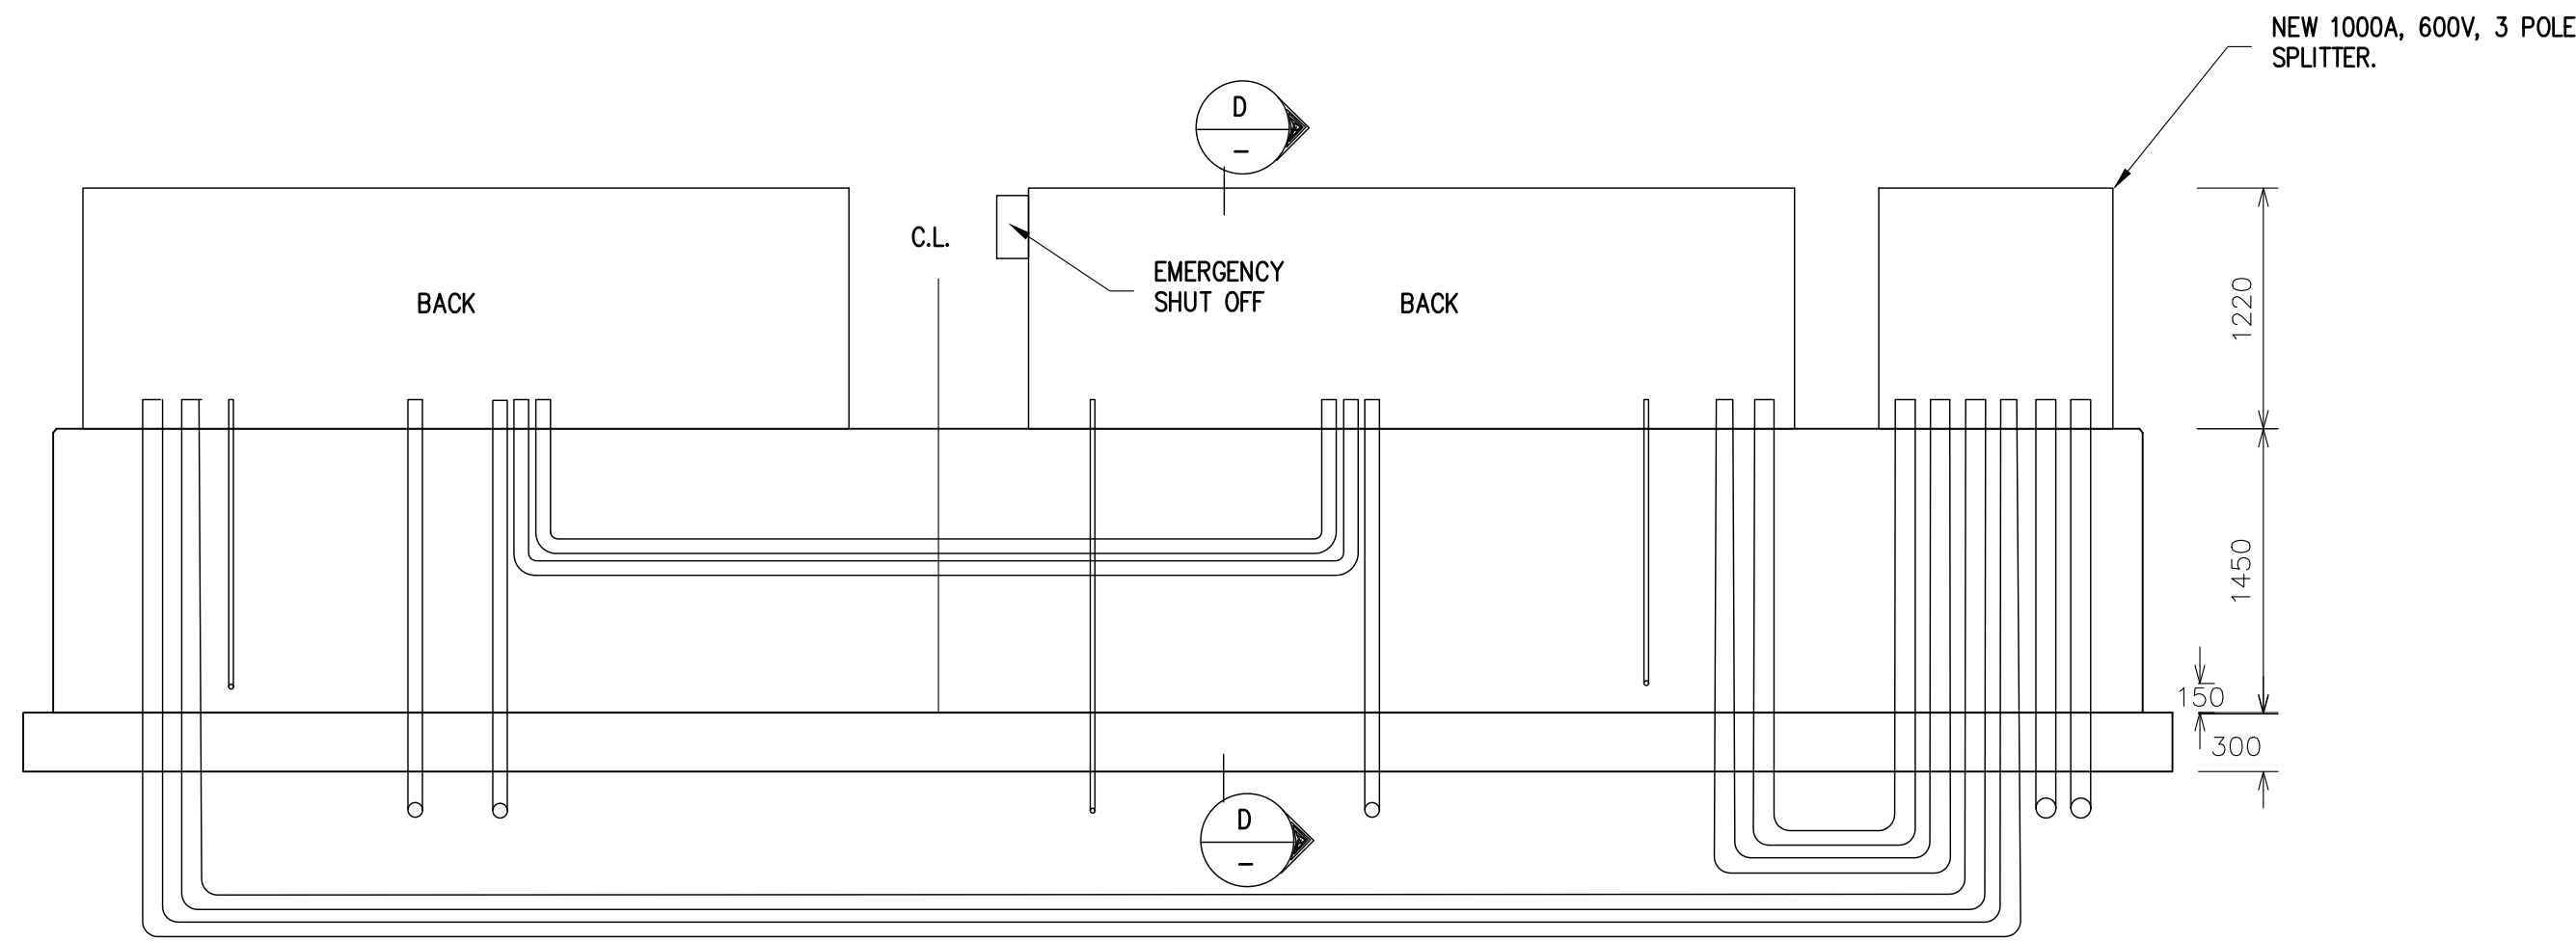 NEW 1000A, 600V, 3 POLE
SPLITTER.
D
–
C.L.
EMERGENCY
SHUT OFF
BACK
BACK
1220
1450
150
300
D
–